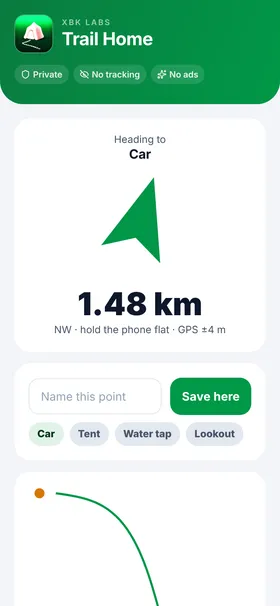 XBK LABS
Trail Home
Private
No tracking
No ads
Heading to
Car
1.48 km
NW · hold the phone flat · GPS ±4 m
Name this point
Save here
Car
Tent
Water tap
Lookout